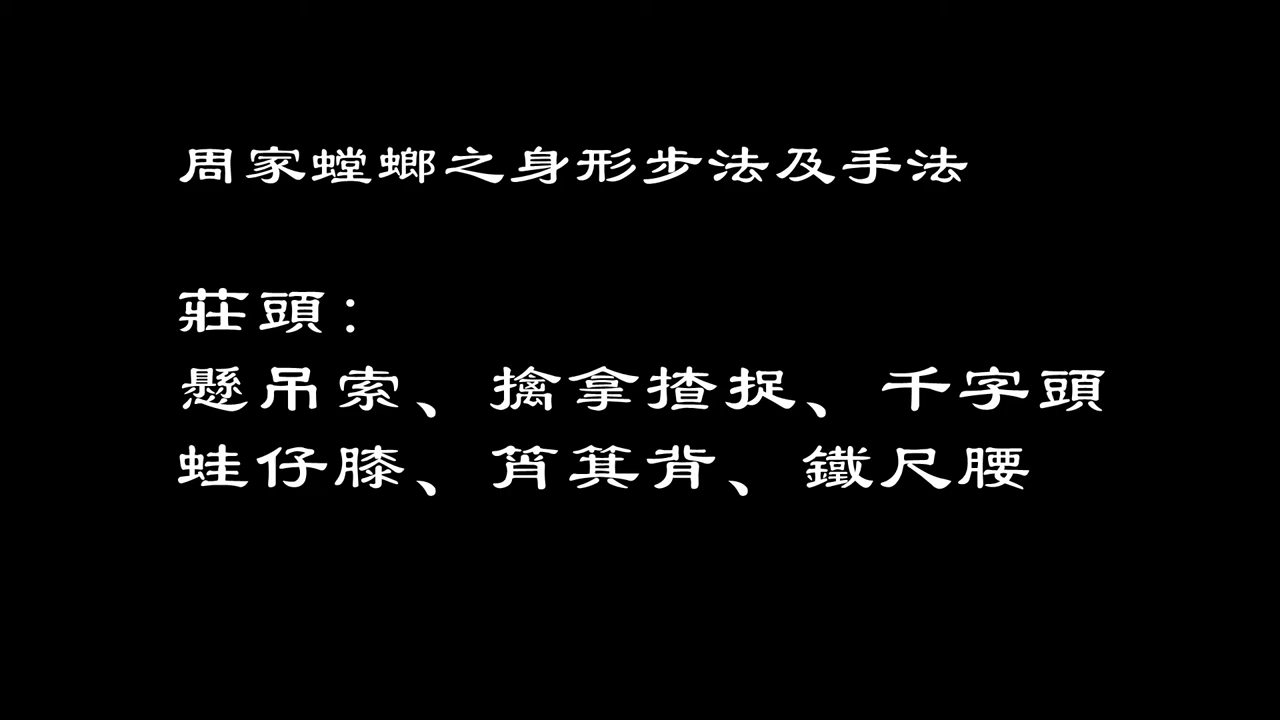 周家螳螂之身形步法及手法
莊頭：
懸吊索、擒拿揸捉、千字頭
蛙仔膝、筲箕背、鐵尺腰